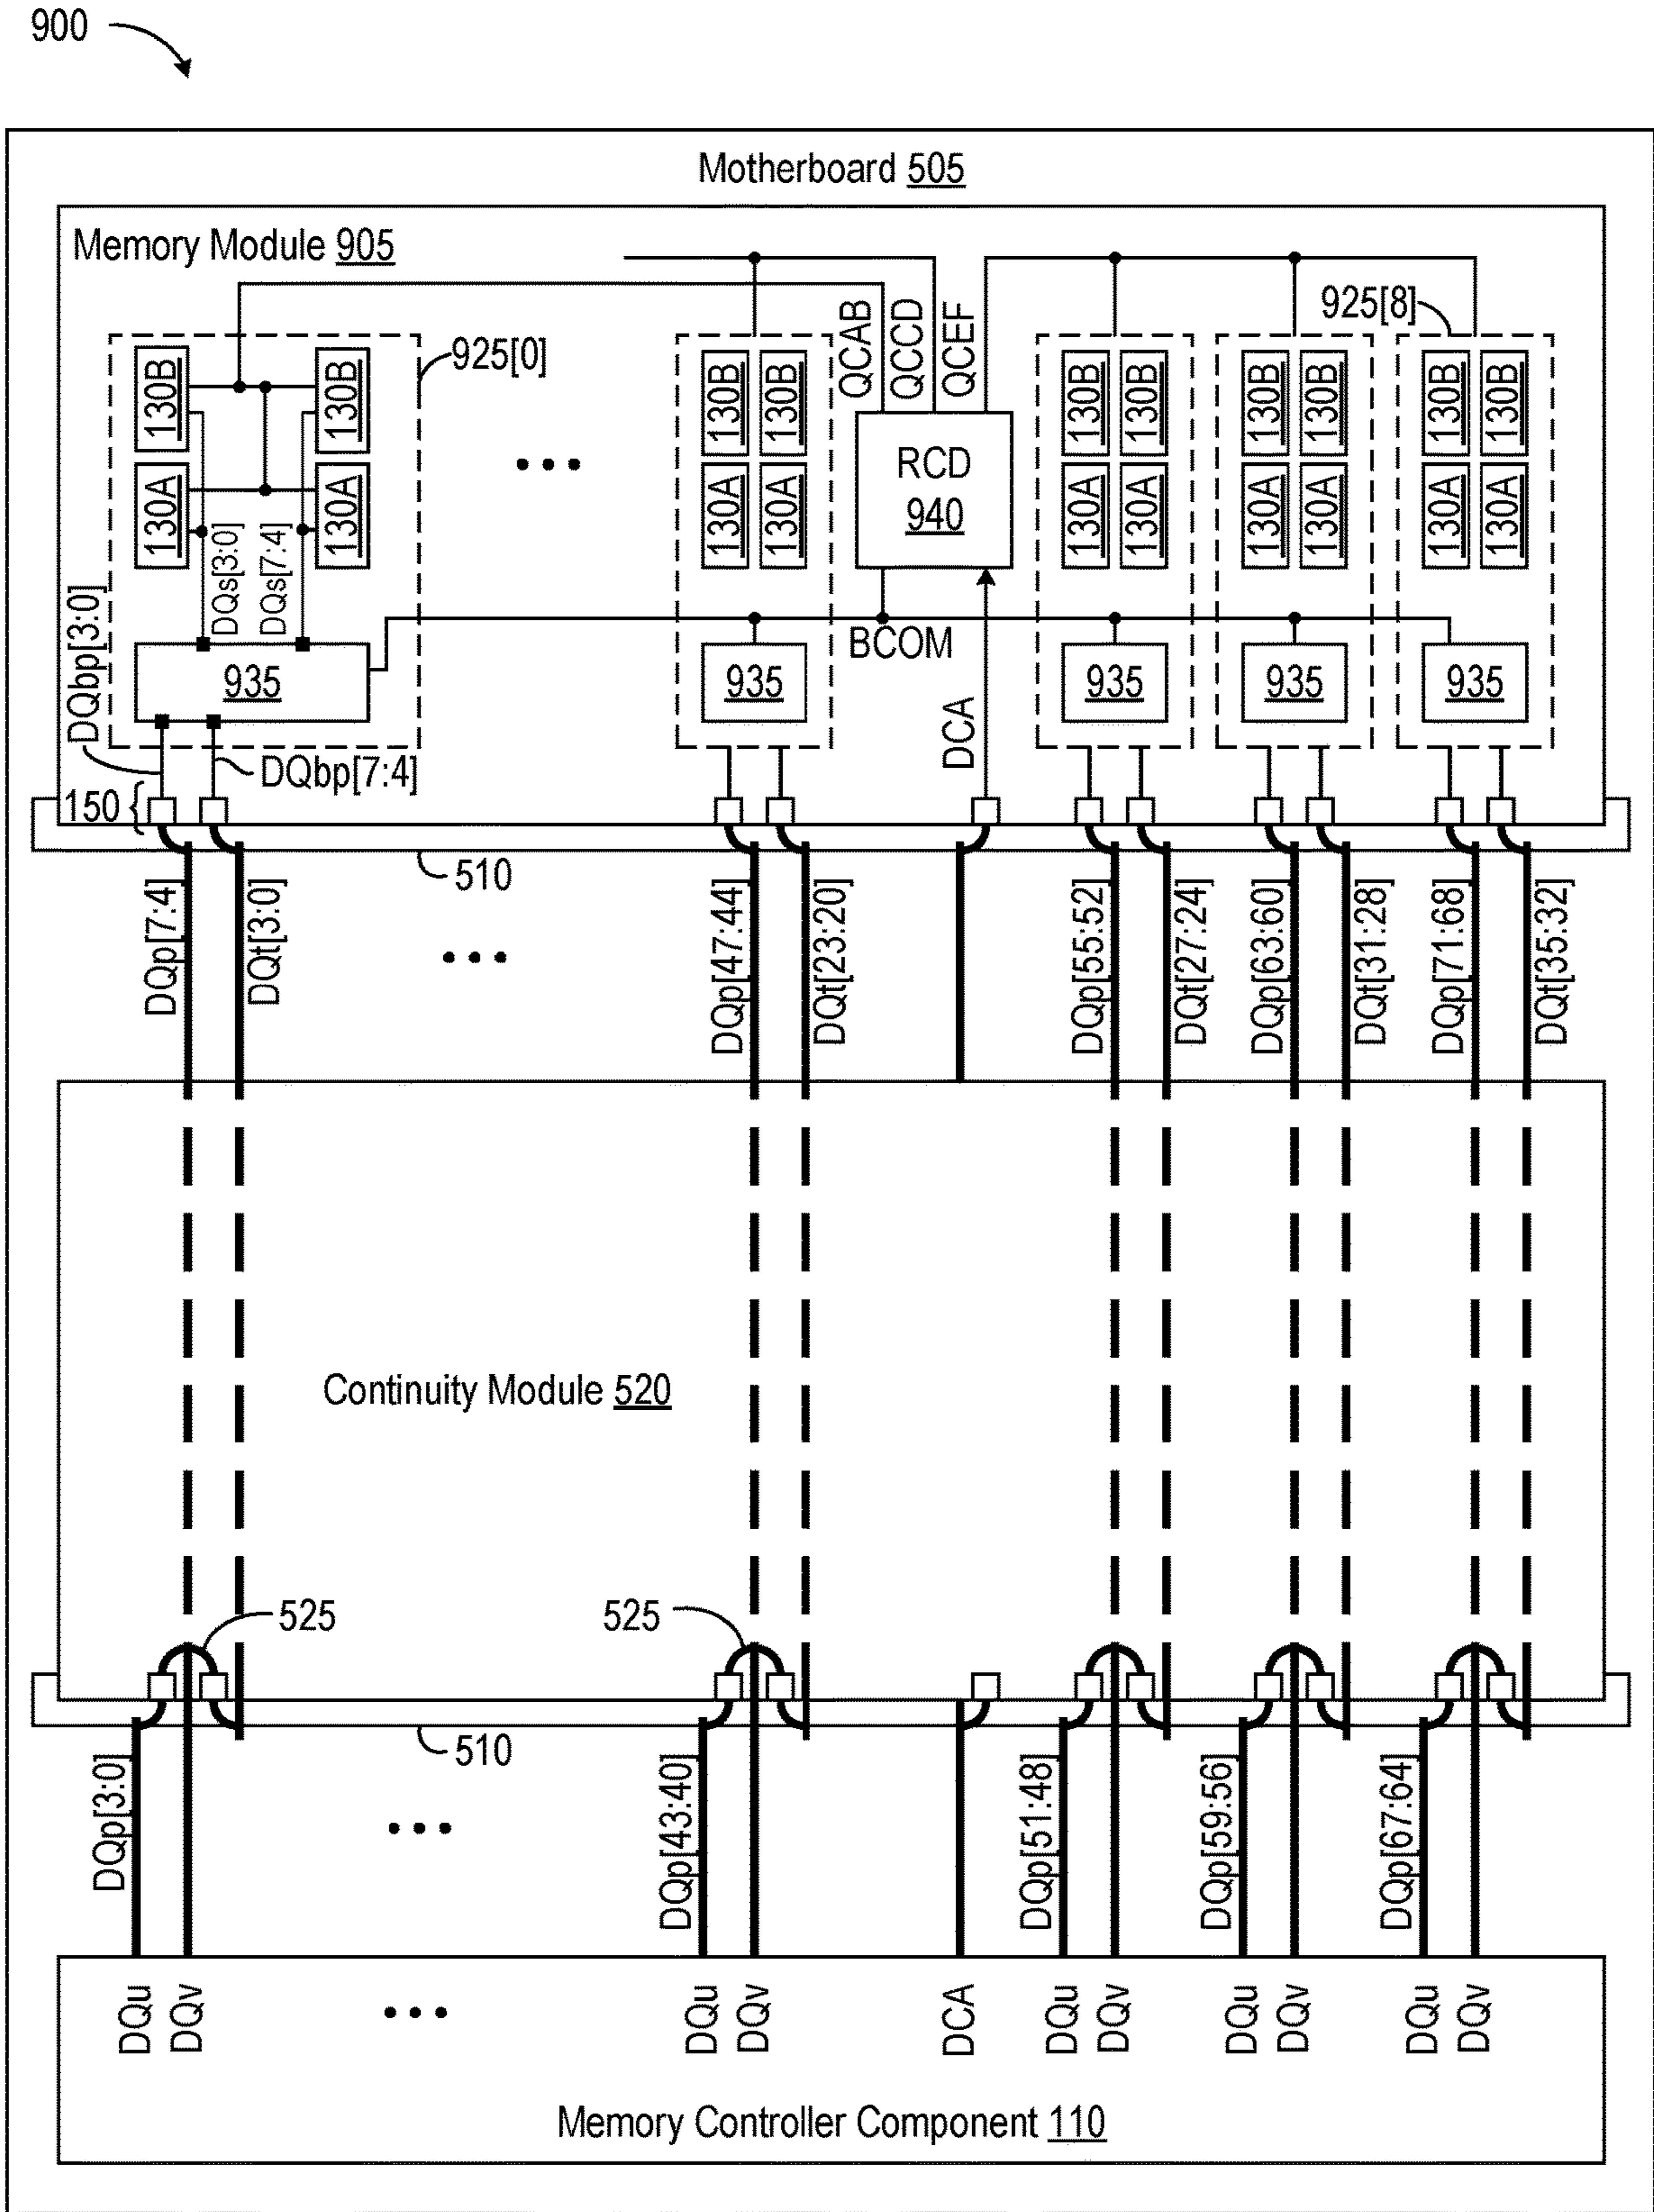 900
Motherboard 505
Memory Module 905
925[0]
925[8]
QCAB
QCCD
QCEF
130B
130B
130B
130B
130B
130B
130B
130B
130B
130B
130A
130A
130A
130A
130A
130A
130A
130A
130A
130A
RCD
940
DQs[3:0]
DQs[7:4]
DQbp[3:0]
BCOM
935
935
935
935
935
DCA
DQbp[7:4]
150
510
DQp[7:4]
DQt[3:0]
DQp[47:44]
DQt[23:20]
DQp[55:52]
DQt[27:24]
DQp[63:60]
DQt[31:28]
DQp[71:68]
DQt[35:32]
Continuity Module 520
525
525
510
DQp[3:0]
DQp[43:40]
DQp[51:48]
DQp[59:56]
DQp[67:64]
DQu
DQv
DQu
DQv
DCA
DQu
DQv
DQu
DQv
DQu
DQv
Memory Controller Component 110